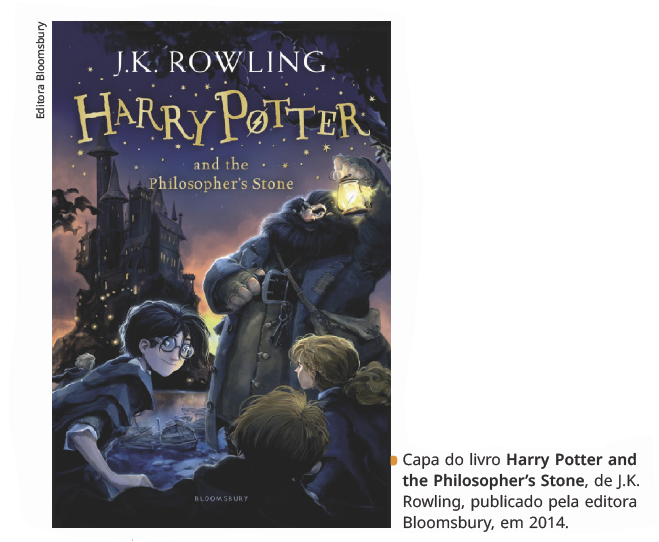 Editora Bloomsbury
J.K. ROWLING
HARRY POTTER
and the
Philosopher's Stone
BLOOMSBURY
Capa do livro Harry Potter and
the Philosopher's Stone, de J.K.
Rowling, publicado pela editora
Bloomsbury, em 2014.